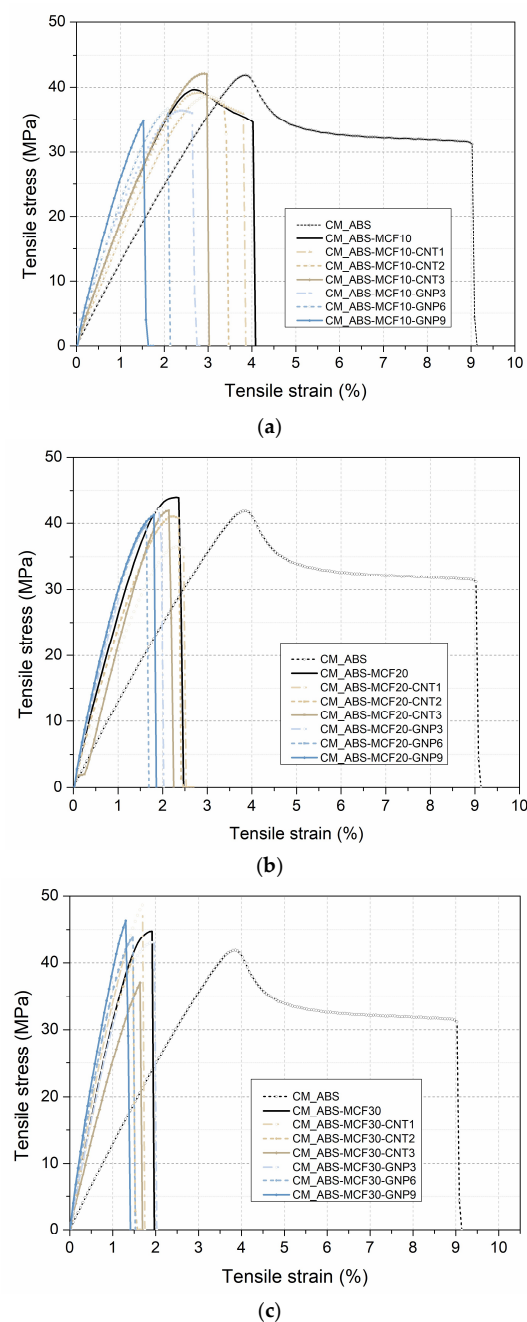 50
40
30
20
10
0
Tensile stress (MPa)
CM_ABS
CM_ABS-MCF10
CM_ABS-MCF10-CNT1
CM_ABS-MCF10-CNT2
CM_ABS-MCF10-CNT3
CM_ABS-MCF10-GNP3
CM_ABS-MCF10-GNP6
CM_ABS-MCF10-GNP9
0 1 2 3 4 5 6 7 8 9 10
Tensile strain (%)
(a)
50
40
30
20
10
0
Tensile stress (MPa)
CM_ABS
CM_ABS-MCF20
CM_ABS-MCF20-CNT1
CM_ABS-MCF20-CNT2
CM_ABS-MCF20-CNT3
CM_ABS-MCF20-GNP3
CM_ABS-MCF20-GNP6
CM_ABS-MCF20-GNP9
0 1 2 3 4 5 6 7 8 9 10
Tensile strain (%)
(b)
50
40
30
20
10
0
Tensile stress (MPa)
CM_ABS
CM_ABS-MCF30
CM_ABS-MCF30-CNT1
CM_ABS-MCF30-CNT2
CM_ABS-MCF30-CNT3
CM_ABS-MCF30-GNP3
CM_ABS-MCF30-GNP6
CM_ABS-MCF30-GNP9
0 1 2 3 4 5 6 7 8 9 10
Tensile strain (%)
(c)